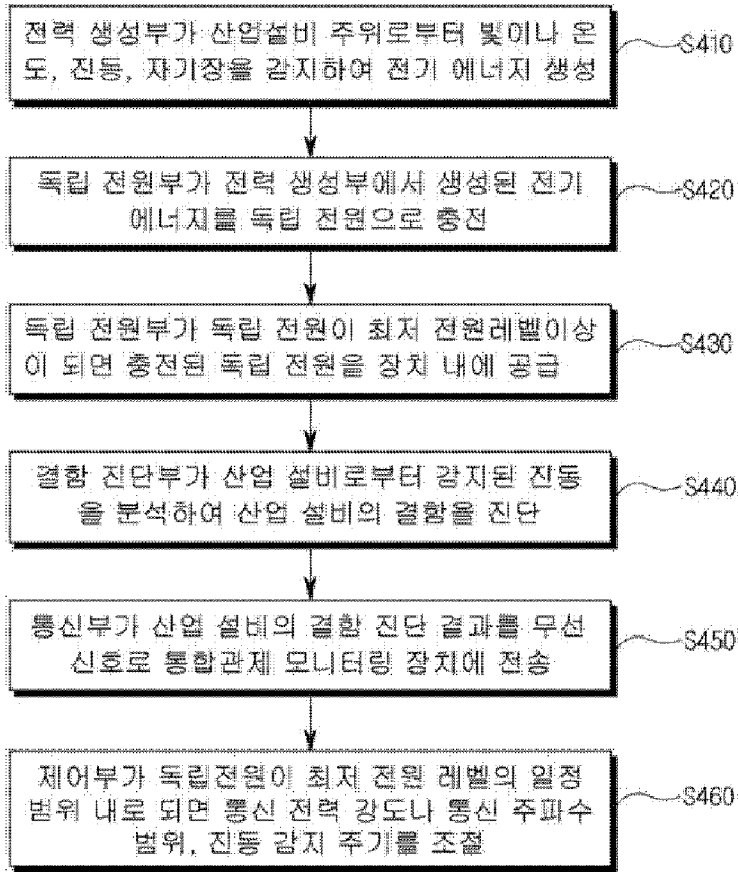 전력 생성부가 산업설비 주위로부터 빛이나 온
도, 진동, 자기장을 감지하여 전기 에너지 생성
S410
독립 전원부가 전력 생성부에서 생성된 전기
에너지를 독립 전원으로 충전
S420
독립 전원부가 독립 전원이 최저 전원레벨이상
이 되면 충전된 독립 전원을 장치 내에 공급
S430
결함 진단부가 산업 설비로부터 감지된 진동
을 분석하여 산업 설비의 결함을 진단
S440
통신부가 산업 설비의 결함 진단 결과를 무선
신호로 통합관제 모니터링 장치에 전송
S450
제어부가 독립전원이 최저 전원 레벨의 일정
범위 내로 되면 통신 전력 강도나 통신 주파수
범위, 진동 감지 주기를 조절
S460